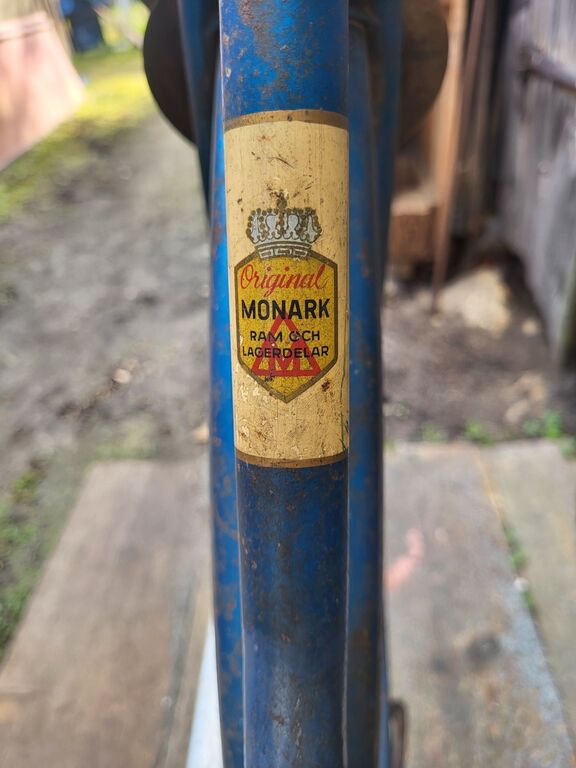 Original
MONARK
RAM OCH
LAGERDELAR
M